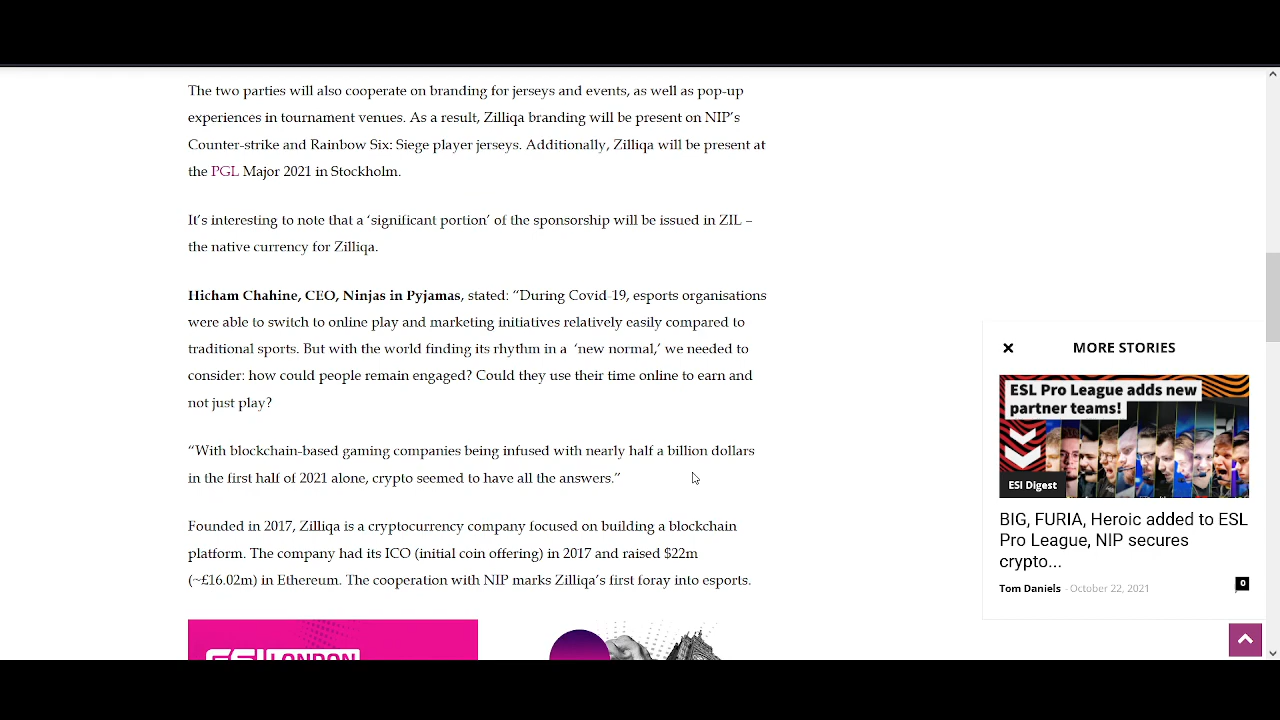 The two parties will also cooperate on branding for jerseys and events, as well as pop-up
experiences in tournament venues. As a result, Zilliqa branding will be present on NIP’s
Counter-strike and Rainbow Six: Siege player jerseys. Additionally, Zilliqa will be present at
the PGL Major 2021 in Stockholm.
It’s interesting to note that a ‘significant portion’ of the sponsorship will be issued in ZIL –
the native currency for Zilliqa.
Hicham Chahine, CEO, Ninjas in Pyjamas, stated: “During Covid-19, esports organisations
were able to switch to online play and marketing initiatives relatively easily compared to
traditional sports. But with the world finding its rhythm in a ‘new normal,’ we needed to
consider: how could people remain engaged? Could they use their time online to earn and
not just play?
“With blockchain-based gaming companies being infused with nearly half a billion dollars
in the first half of 2021 alone, crypto seemed to have all the answers.”
Founded in 2017, Zilliqa is a cryptocurrency company focused on building a blockchain
platform. The company had its ICO (initial coin offering) in 2017 and raised $22m
(~£16.02m) in Ethereum. The cooperation with NIP marks Zilliqa’s first foray into esports.
ESI LONDON
MORE STORIES
ESL Pro League adds new
partner teams!
ESI Digest
BIG, FURIA, Heroic added to ESL
Pro League, NIP secures
crypto...
Tom Daniels - October 22, 2021
0